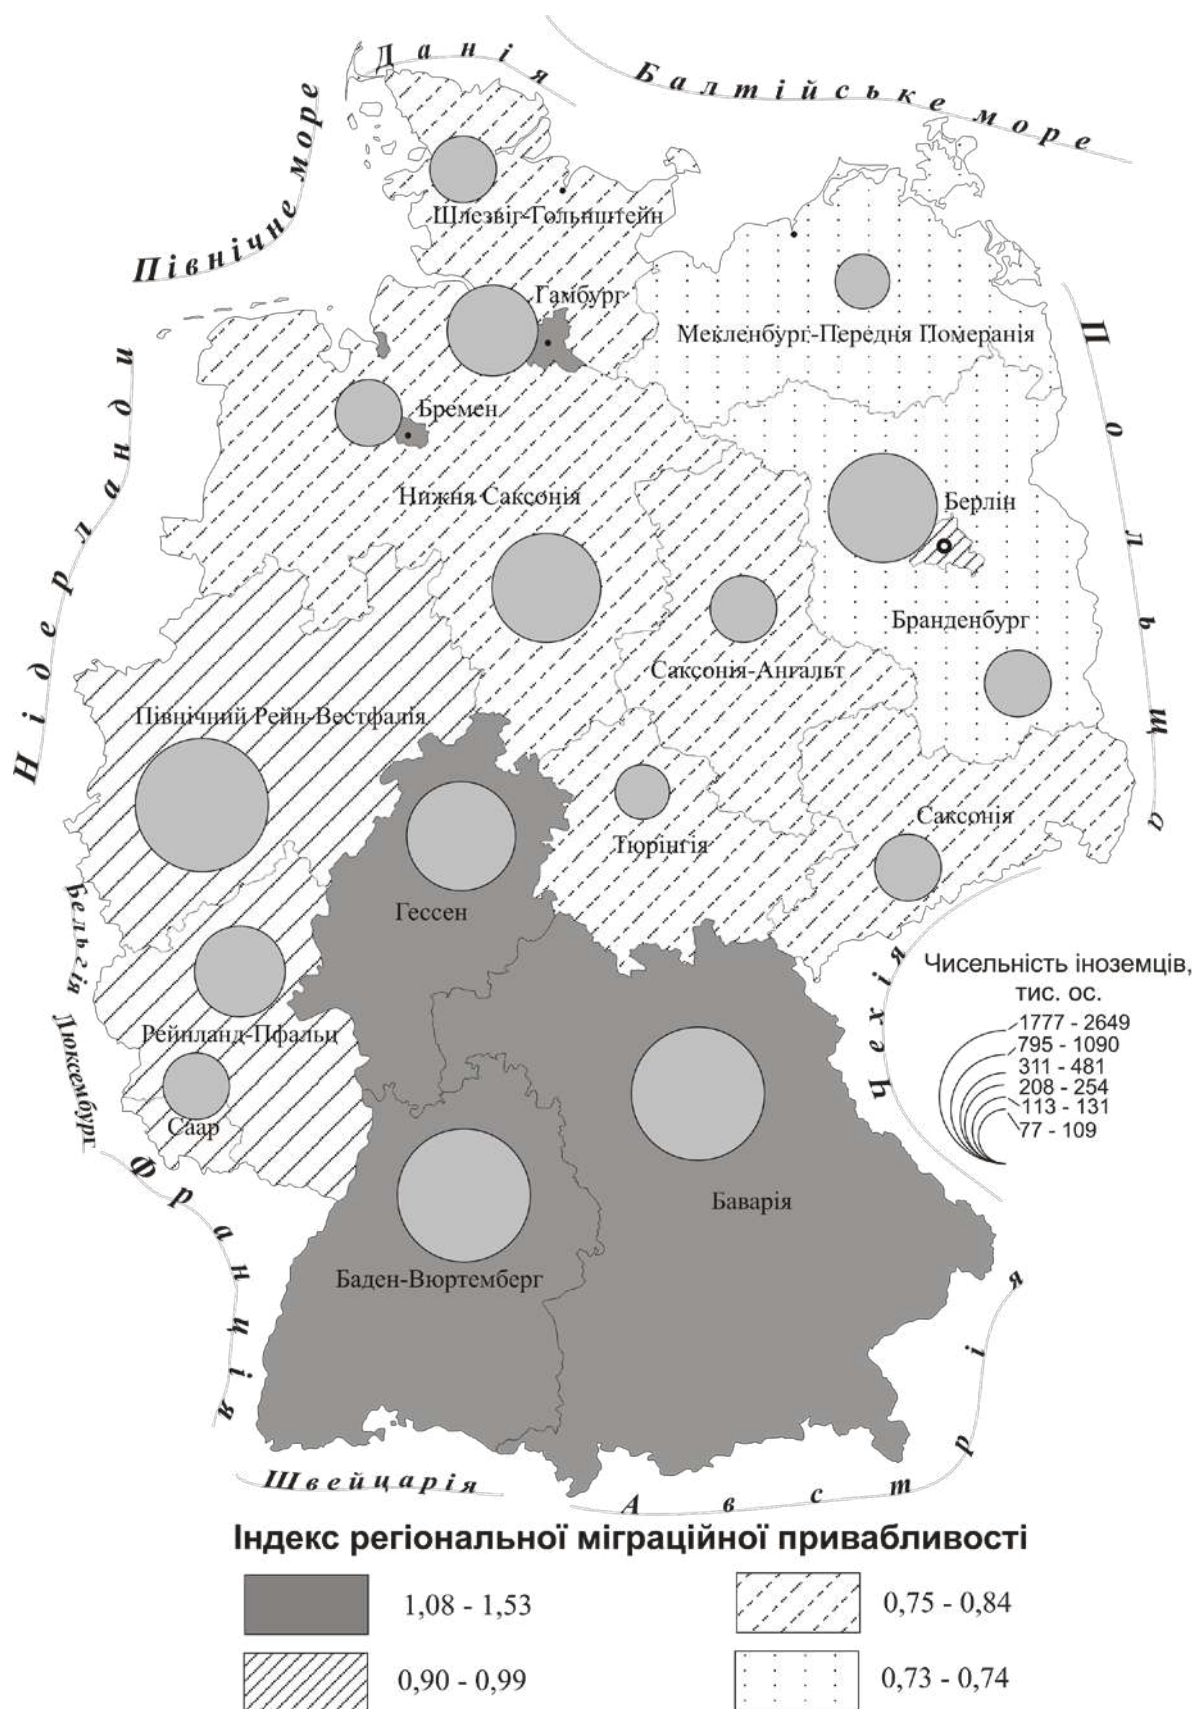 Данія
Балтійське море
Північне море
Шлезвіг-Гольнштейн
Гамбург
Мекленбург-Передня Померанія
Польща
Нідерланди
Бремен
Нижня Саксонія
Берлін
Бранденбург
Саксонія-Ангальт
Північний Рейн-Вестфалія
Саксонія
Тюрінгія
Гессен
Бельгія
Чехія
Чисельність іноземців,
тис. ос.
1777 - 2649
795 - 1090
311 - 481
208 - 254
113 - 131
77 - 109
Рейнланд-Пфальц
Люксембург
Саар
Франція
Баварія
Баден-Вюртемберг
Швейцарія
Австрія
Індекс регіональної міграційної привабливості
1,08 - 1,53
0,75 - 0,84
0,90 - 0,99
0,73 - 0,74